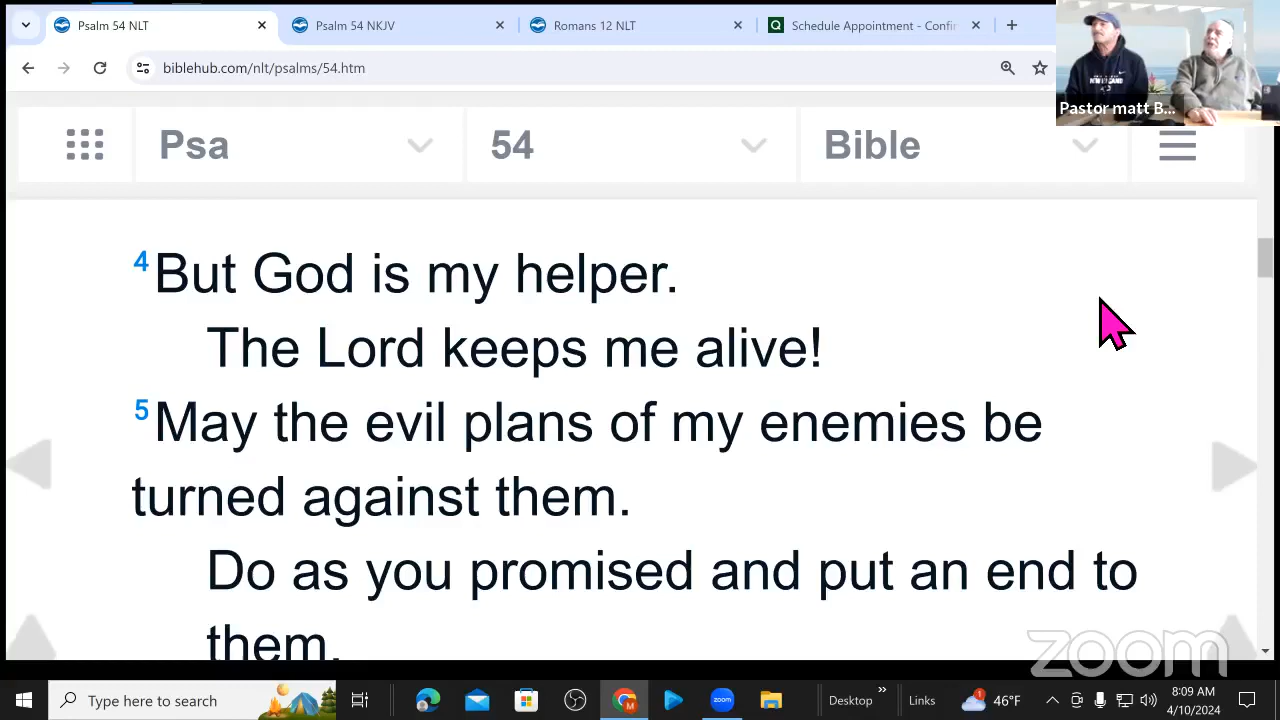 Psalm 54 NLT
Psalm 54 NKJV
Romans 12 NLT
Schedule Appointment - Confir
biblehub.com/nlt/psalms/54.htm
Pastor matt B...
Psa
54
Bible
4 But God is my helper.
The Lord keeps me alive!
5 May the evil plans of my enemies be
turned against them.
Do as you promised and put an end to
them.
zoom
Type here to search
zoom
Desktop
Links
46°F
8:09 AM
4/10/2024